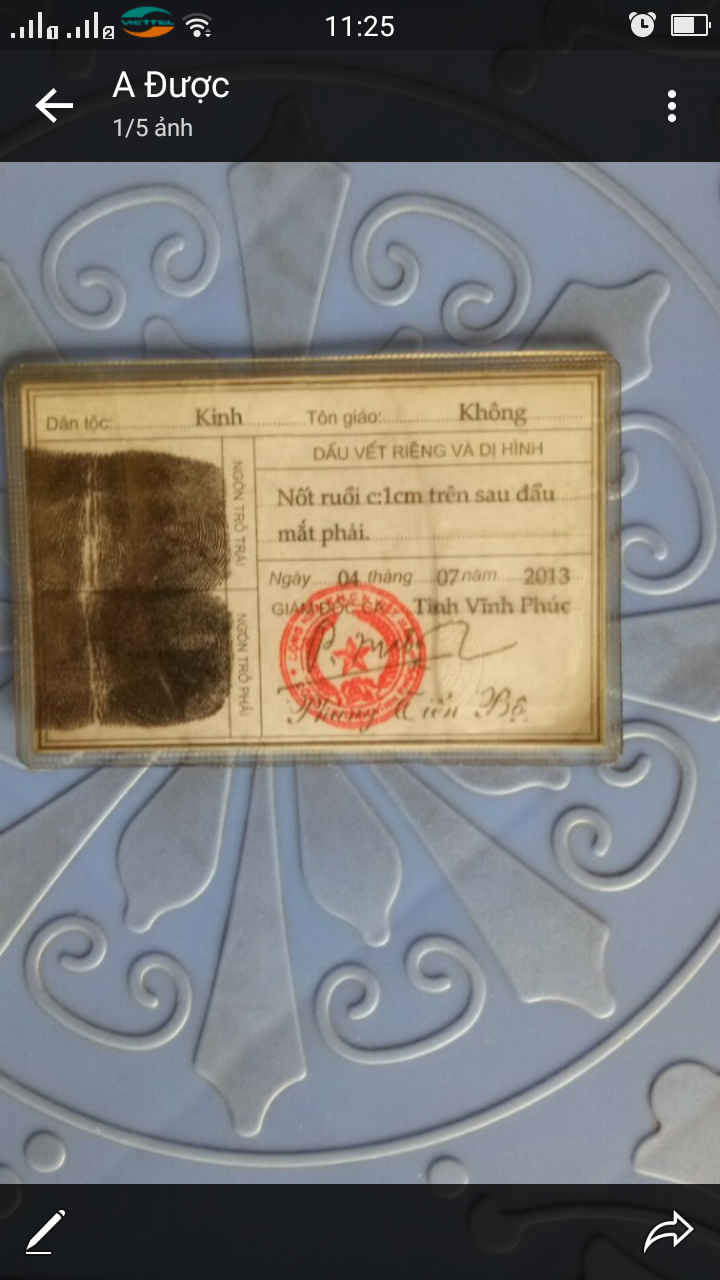 1 2 VIETTEL 11:25
A Được
1/5 ảnh
Dân tộc: Kinh Tôn giáo: Không
DẤU VẾT RIÊNG VÀ DỊ HÌNH
NGÓN TRỎ TRÁI
Nốt ruồi c:1cm trên sau đầu
mắt phải.
Ngày 04 tháng 07 năm 2013
NGÓN TRỎ PHẢI
GIÁM ĐỐC CA Tỉnh Vĩnh Phúc
Phùng Tiến Bộ